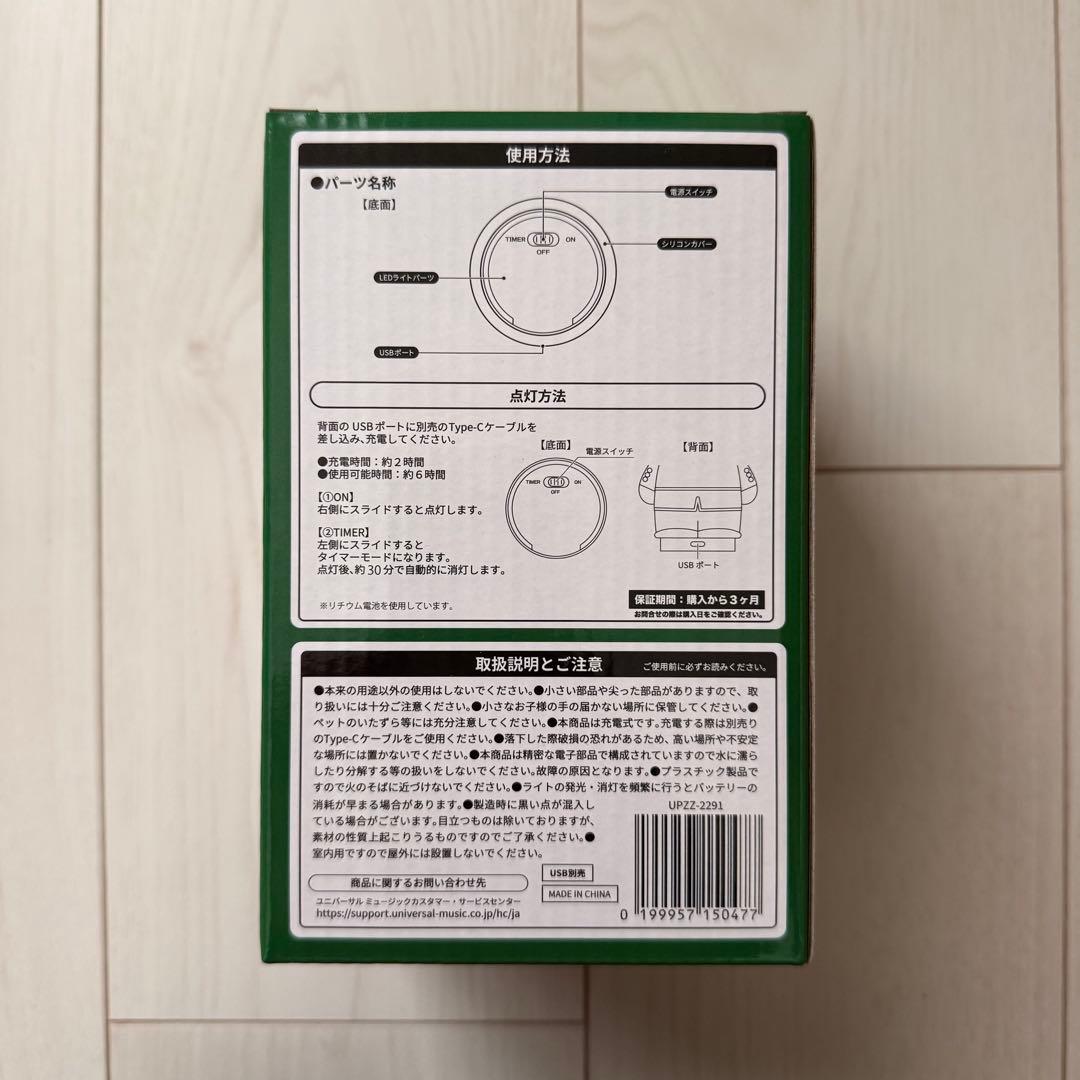 使用方法
●パーツ名称
【底面】
電源スイッチ
TIMER
ON
OFF
シリコンカバー
LEDライトパーツ
USBポート
点灯方法
背面の USBポートに別売のType-Cケーブルを
差し込み、充電してください。
●充電時間：約２時間
●使用可能時間：約６時間
【①ON】
右側にスライドすると点灯します。
【②TIMER】
左側にスライドすると
タイマーモードになります。
点灯後、約30分で自動的に消灯します。
※リチウム電池を使用しています。
【底面】
電源スイッチ
TIMER
ON
OFF
【背面】
USB ポート
保証期間：購入から３ヶ月
お問合せの際は購入日をご確認ください。
取扱説明とご注意
ご使用前に必ずお読みください。
●本来の用途以外の使用はしないでください。●小さい部品や尖った部品がありますので、取
り扱いには十分ご注意ください。●小さなお子様の手の届かない場所に保管してください。●
ペットのいたずら等には充分注意してください。●本商品は充電式です。充電する際は別売り
のType-Cケーブルをご使用ください。●落下した際破損の恐れがあるため、高い場所や不安定
な場所には置かないでください。●本商品は精密な電子部品で構成されていますので水に濡ら
したり分解する等の扱いをしないでください。故障の原因となります。●プラスチック製品で
すので火のそばに近づけないでください。●ライトの発光・消灯を頻繁に行うとバッテリーの
消耗が早まる場合があります。●製造時に黒い点が混入し
ている場合がございます。目立つものは除いておりますが、
素材の性質上起こりうるものですのでご了承ください。●
室内用ですので屋外には設置しないでください。
UPZZ-2291
商品に関するお問い合わせ先
ユニバーサル ミュージックカスタマー・サービスセンター
https://support.universal-music.co.jp/hc/ja
USB別売
MADE IN CHINA
0 199957 150477